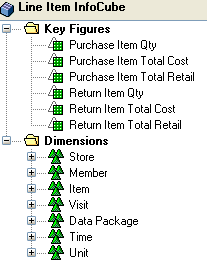 Line Item InfoCube
Key Figures
Purchase Item Qty
Purchase Item Total Cost
Purchase Item Total Retail
Return Item Qty
Return Item Total Cost
Return Item Total Retail
Dimensions
Store
Member
Item
Visit
Data Package
Time
Unit